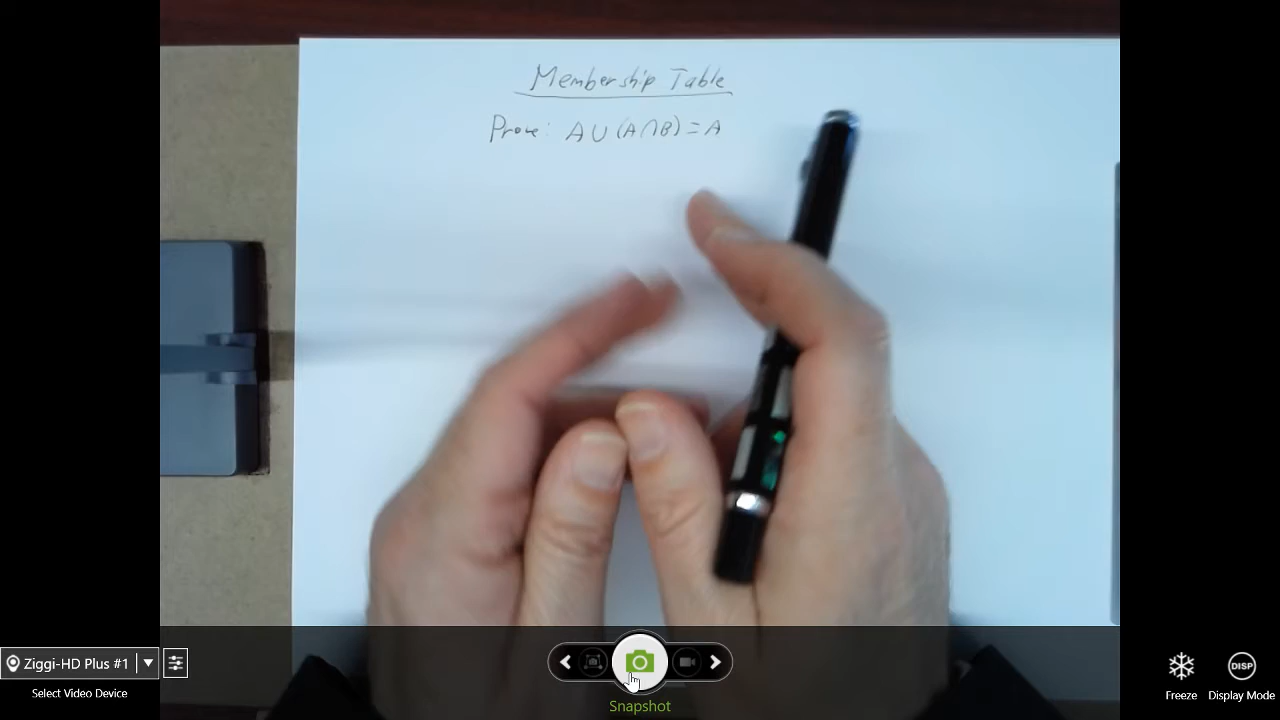 Membership Table
Prove: A∪(A∩B)=A
Ziggi-HD Plus #1
Select Video Device
Snapshot
Freeze
DISP
Display Mode